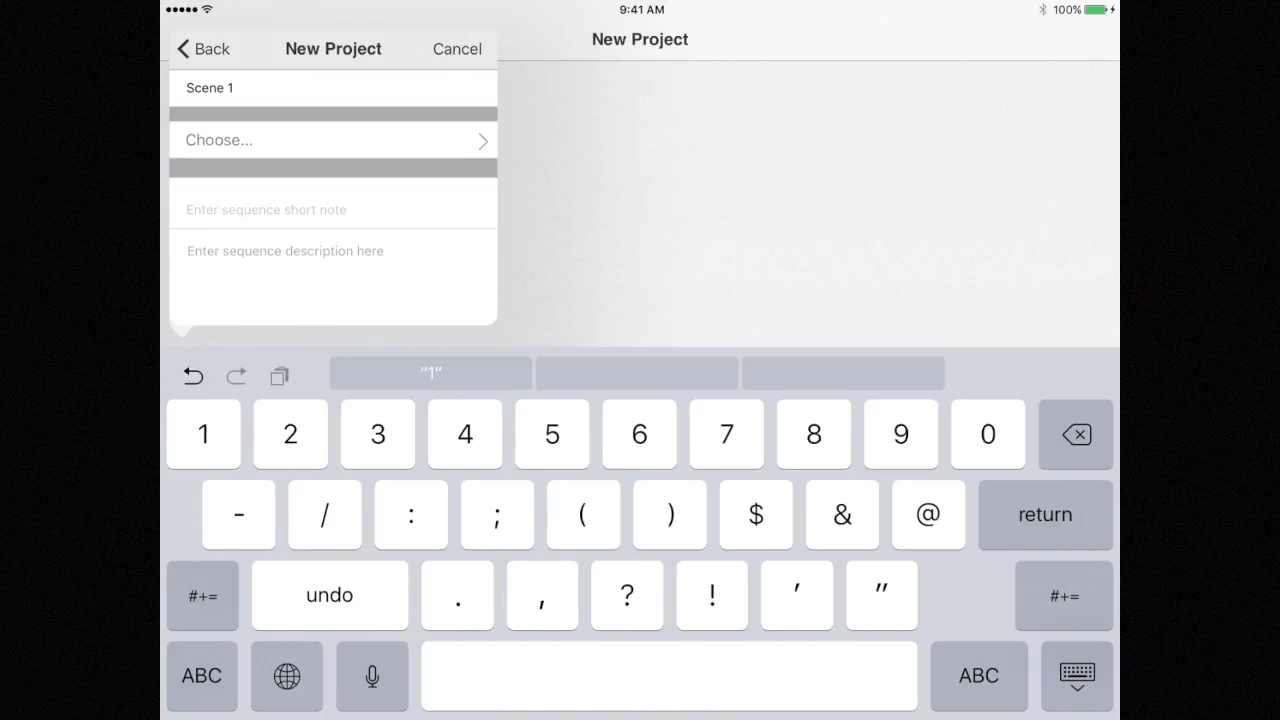 9:41 AM
100%
Back
New Project
Cancel
New Project
Scene 1
Choose...
Enter sequence short note
Enter sequence description here
“1”
1 2 3 4 5 6 7 8 9 0
- / : ; ( ) $ & @ return
#+= undo . , ? ! ' " #+=
ABC ABC